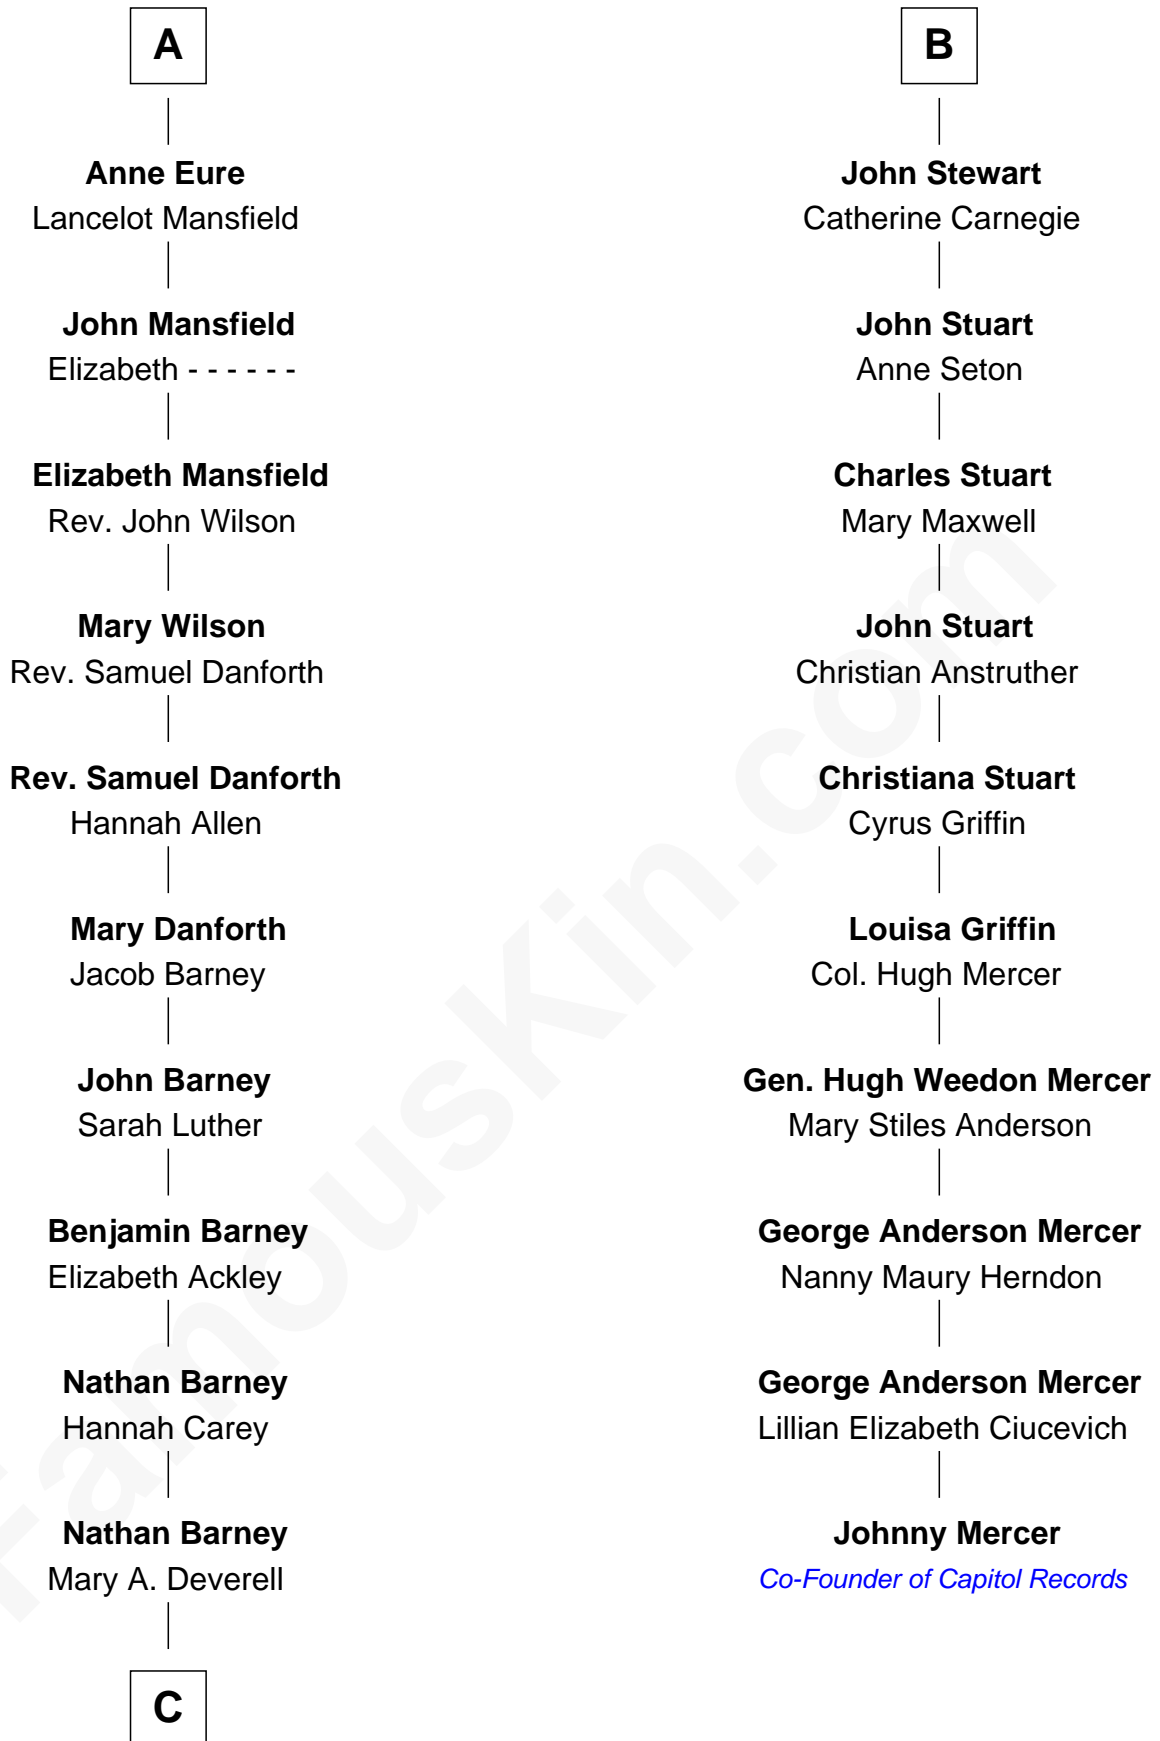 A
Anne Eure
Lancelot Mansfield
John Mansfield
Elizabeth - - - - - -
Elizabeth Mansfield
Rev. John Wilson
Mary Wilson
Rev. Samuel Danforth
Rev. Samuel Danforth
Hannah Allen
Mary Danforth
Jacob Barney
John Barney
Sarah Luther
Benjamin Barney
Elizabeth Ackley
Nathan Barney
Hannah Carey
Nathan Barney
Mary A. Deverell
C
B
John Stewart
Catherine Carnegie
John Stuart
Anne Seton
Charles Stuart
Mary Maxwell
John Stuart
Christian Anstruther
Christiana Stuart
Cyrus Griffin
Louisa Griffin
Col. Hugh Mercer
Gen. Hugh Weedon Mercer
Mary Stiles Anderson
George Anderson Mercer
Nanny Maury Herndon
George Anderson Mercer
Lillian Elizabeth Ciucevich
Johnny Mercer
Co-Founder of Capitol Records
FamousKin.com